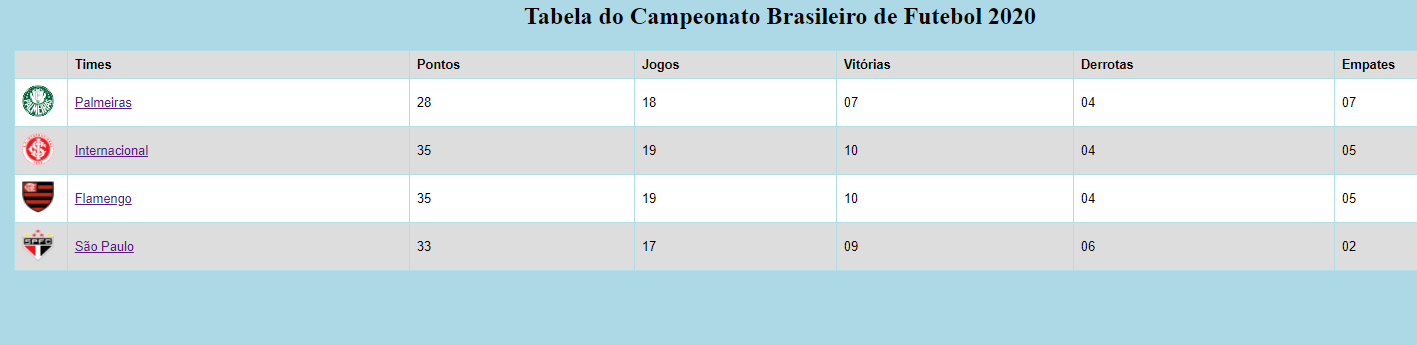 Tabela do Campeonato Brasileiro de Futebol 2020
Times Pontos Jogos Vitórias Derrotas Empates
Palmeiras 28 18 07 04 07
Internacional 35 19 10 04 05
Flamengo 35 19 10 04 05
SPFC São Paulo 33 17 09 06 02